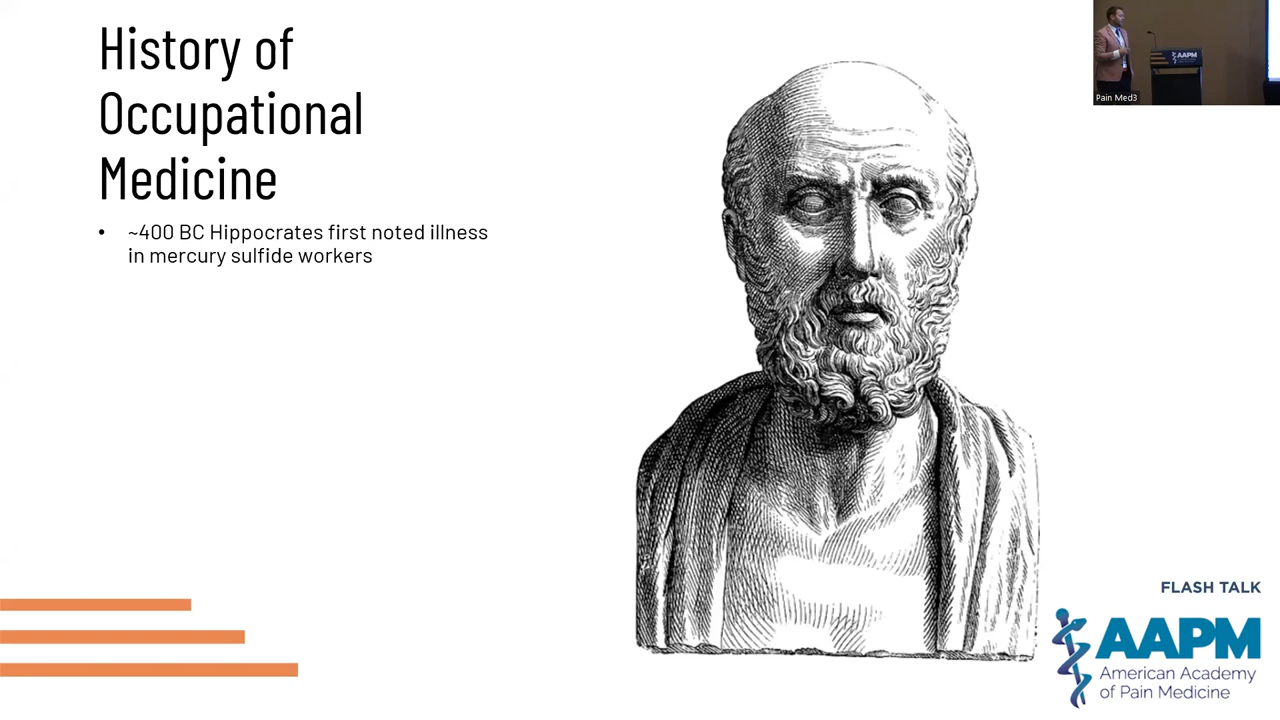 History of
Occupational
Medicine
• ~400 BC Hippocrates first noted illness
in mercury sulfide workers
AAPM
Pain Med3
FLASH TALK
AAPM
American Academy
of Pain Medicine